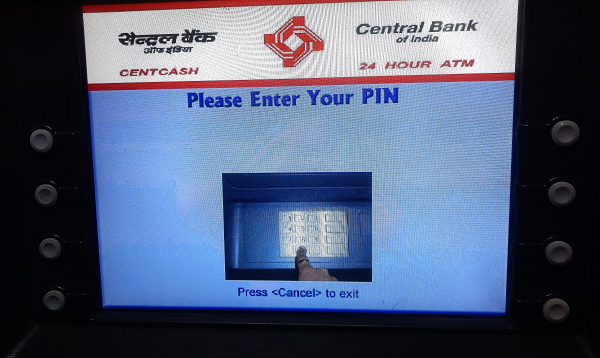 सेन्ट्रल बैंक
ऑफ इंडिया
CENTCASH
Central Bank
of India
24 HOUR ATM
Please Enter Your PIN
Press <Cancel> to exit